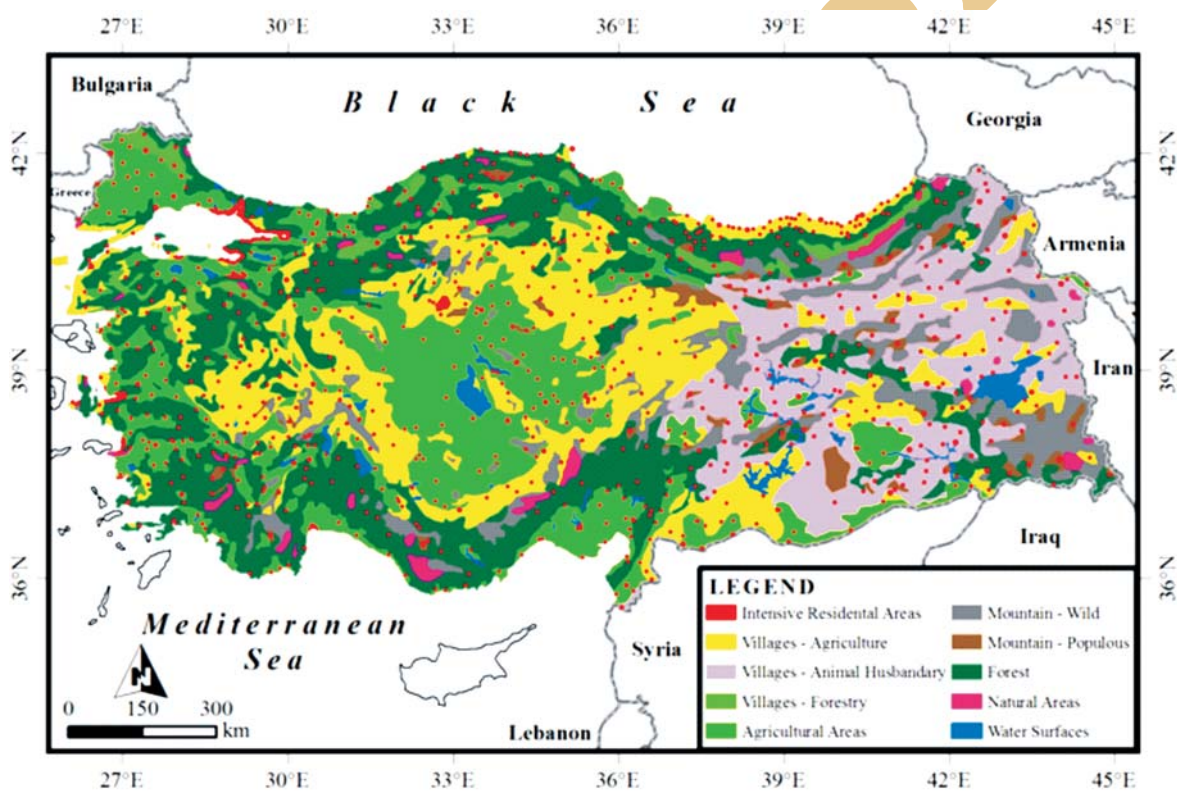 27°E 30°E 33°E 36°E 39°E 42°E 45°E
Bulgaria
Black Sea
Georgia
42°N 42°N
Greece
Armenia
39°N 39°N
Iran
Iraq
36°N 36°N
LEGEND
Intensive Residental Areas Mountain - Wild
Villages - Agriculture Mountain - Populous
Villages - Animal Husbandary Forest
Villages - Forestry Natural Areas
Agricultural Areas Water Surfaces
Mediterranean
Sea
Syria
N
0 150 300
km
Lebanon
27°E 30°E 33°E 36°E 39°E 42°E 45°E